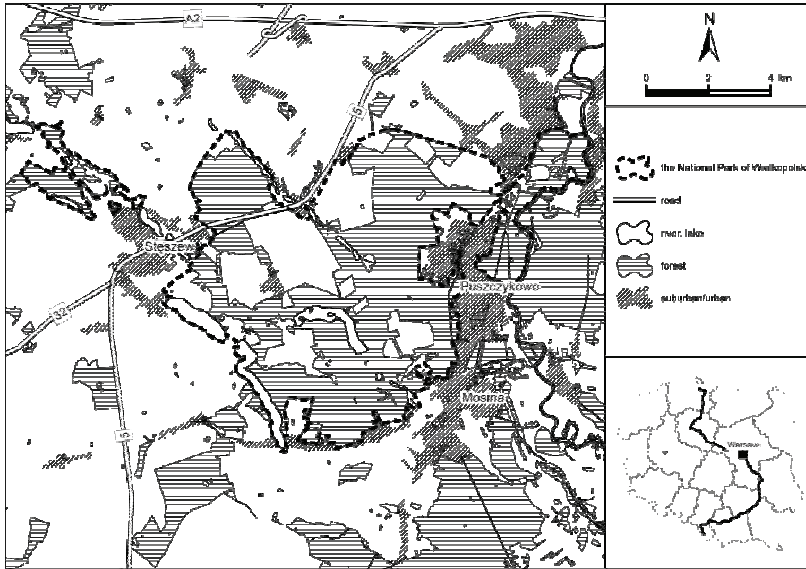 A2
5
Stęszew
32
5
Puszczykowo
Mosina
N
0 2 4 km
the National Park of Wielkopolska
road
river, lake
forest
suburban/urban
Warsaw